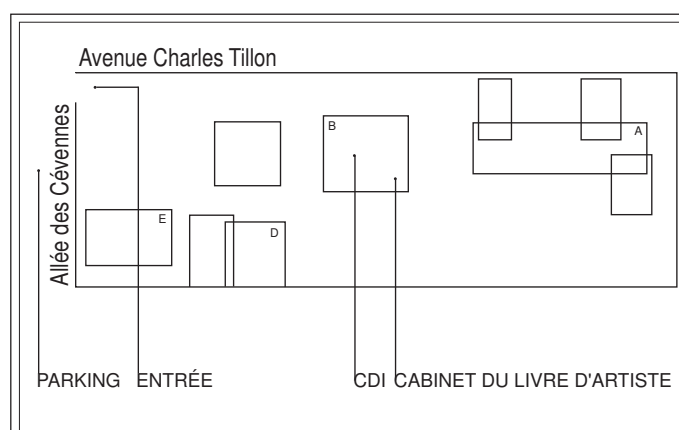 Avenue Charles Tillon
Allée des Cévennes
B
A
E
D
PARKING ENTRÉE CDI CABINET DU LIVRE D'ARTISTE